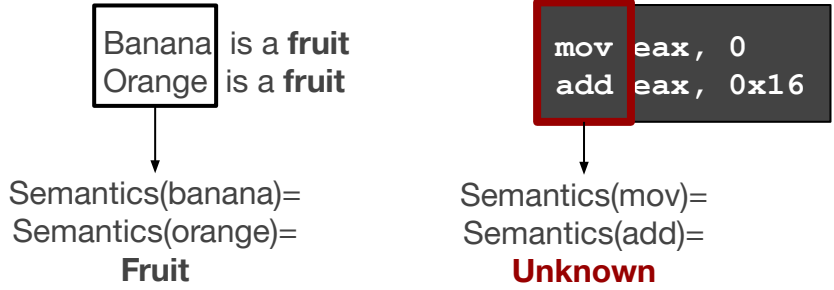 Banana is a fruit
Orange is a fruit
Semantics(banana)=
Semantics(orange)=
Fruit
mov eax, 0
add eax, 0x16
Semantics(mov)=
Semantics(add)=
Unknown